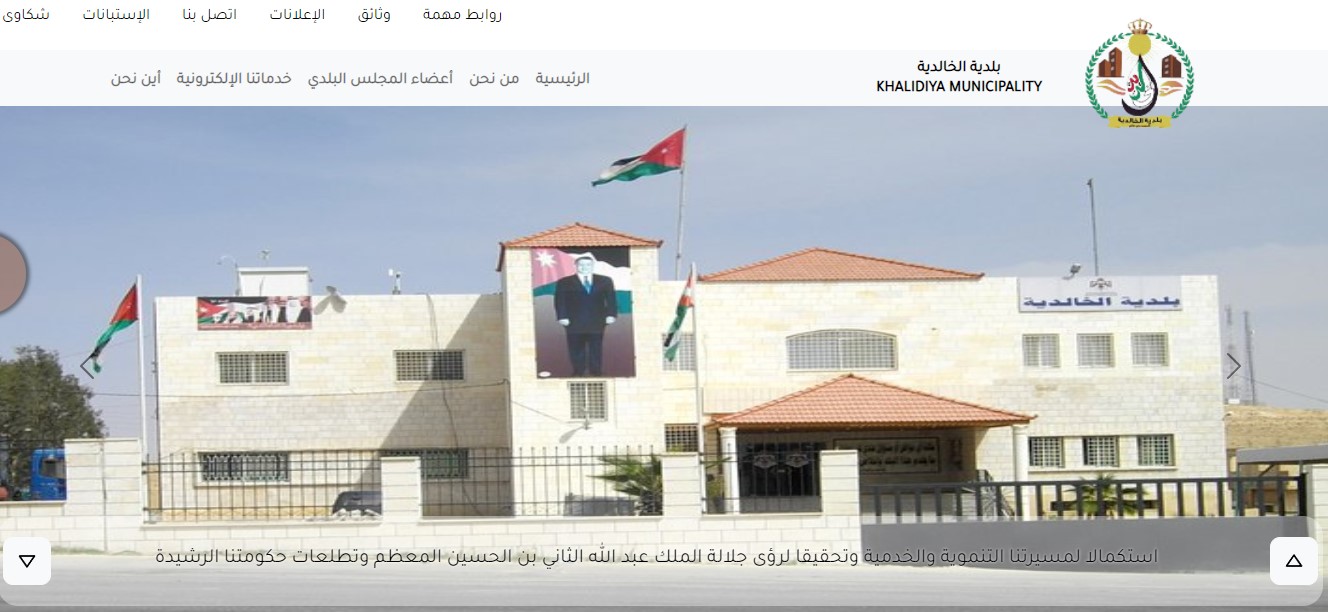 روابط مهمة
وثائق
الإعلانات
اتصل بنا
الإستبانات
شكاوى
بلدية الخالدية
KHALIDIYA MUNICIPALITY
الرئيسية
من نحن
أعضاء المجلس البلدي
خدماتنا الإلكترونية
أين نحن
بلدية الخالدية
بلدية الخالدية
استكمالا لمسيرتنا التنموية والخدمية وتحقيقا لرؤى جلالة الملك عبد الله الثاني بن الحسين المعظم وتطلعات حكومتنا الرشيدة